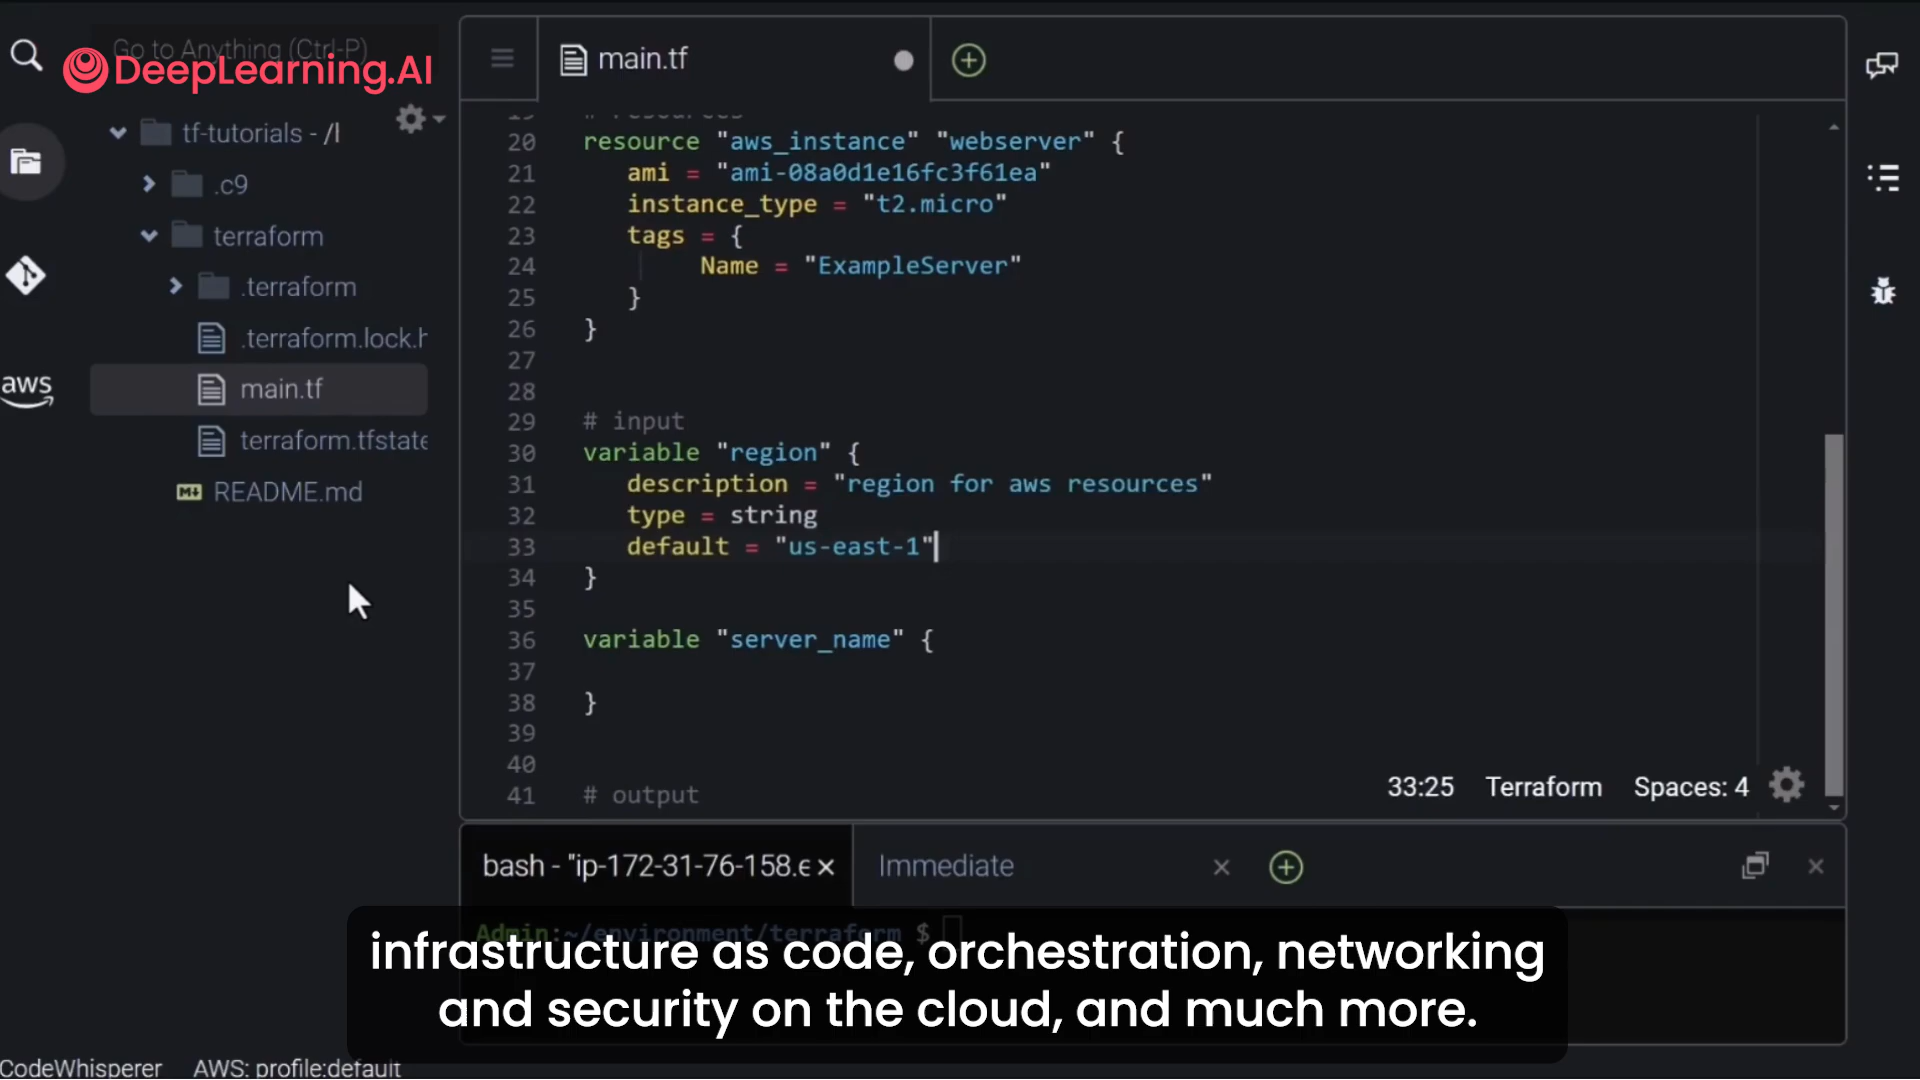 Go to Anything (Ctrl-P)
DeepLearning.AI
tf-tutorials - /
.c9
terraform
.terraform
.terraform.lock.h
main.tf
terraform.tfstate
README.md
aws
main.tf
19 # resources
20 resource "aws_instance" "webserver" {
21 ami = "ami-08a0d1e16fc3f61ea"
22 instance_type = "t2.micro"
23 tags = {
24 Name = "ExampleServer"
25 }
26 }
27
28
29 # input
30 variable "region" {
31 description = "region for aws resources"
32 type = string
33 default = "us-east-1"
34 }
35
36 variable "server_name" {
37
38 }
39
40
41 # output
33:25 Terraform Spaces: 4
bash - "ip-172-31-76-158.e
Immediate
Admin:~/environment/terraform $
infrastructure as code, orchestration, networking
and security on the cloud, and much more.
CodeWhisperer AWS: profile:default